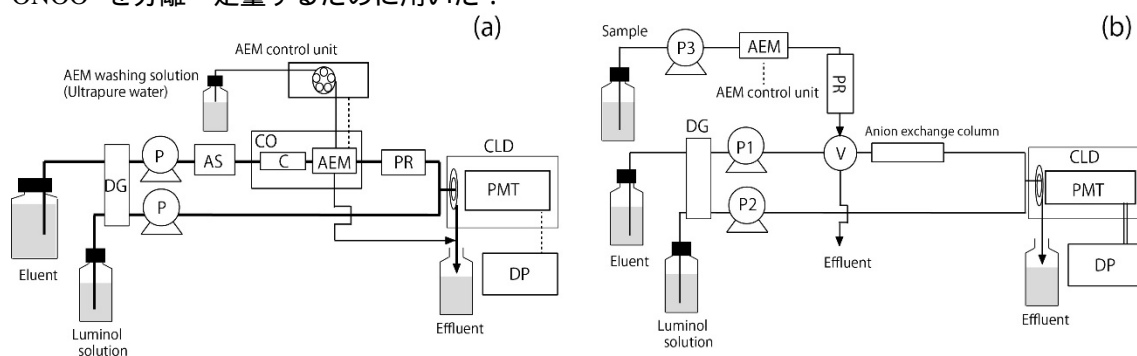 ONOO⁻を分離・定量するために用いた．
(a)
AEM control unit
AEM washing solution
(Ultrapure water)
CO
DG
P
AS
C
AEM
PR
CLD
PMT
P
DP
Eluent
Luminol
solution
Effluent
(b)
Sample
P3
AEM
AEM control unit
PR
DG
P1
V
Anion exchange column
CLD
PMT
P2
DP
Eluent
Effluent
Luminol
solution
Effluent